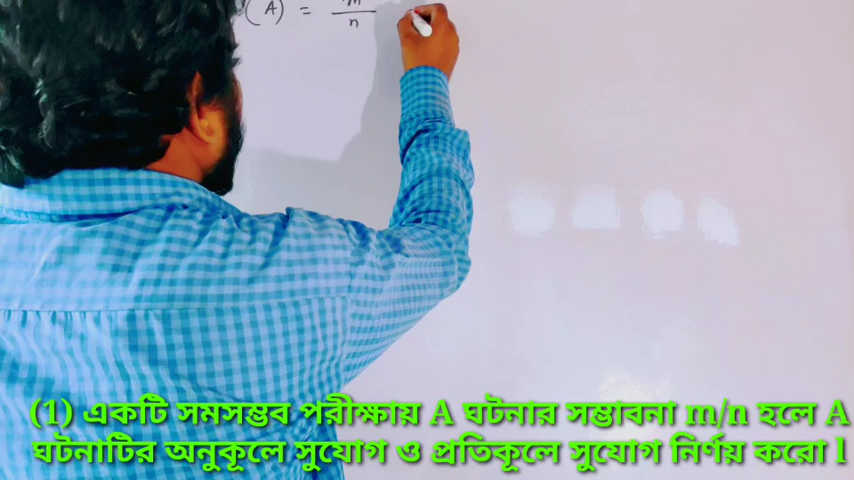 (A) = m/n
(1) একটি সমসম্ভব পরীক্ষায় A ঘটনার সম্ভাবনা m/n হলে A
ঘটনাটির অনুকূলে সুযোগ ও প্রতিকূলে সুযোগ নির্ণয় করো l